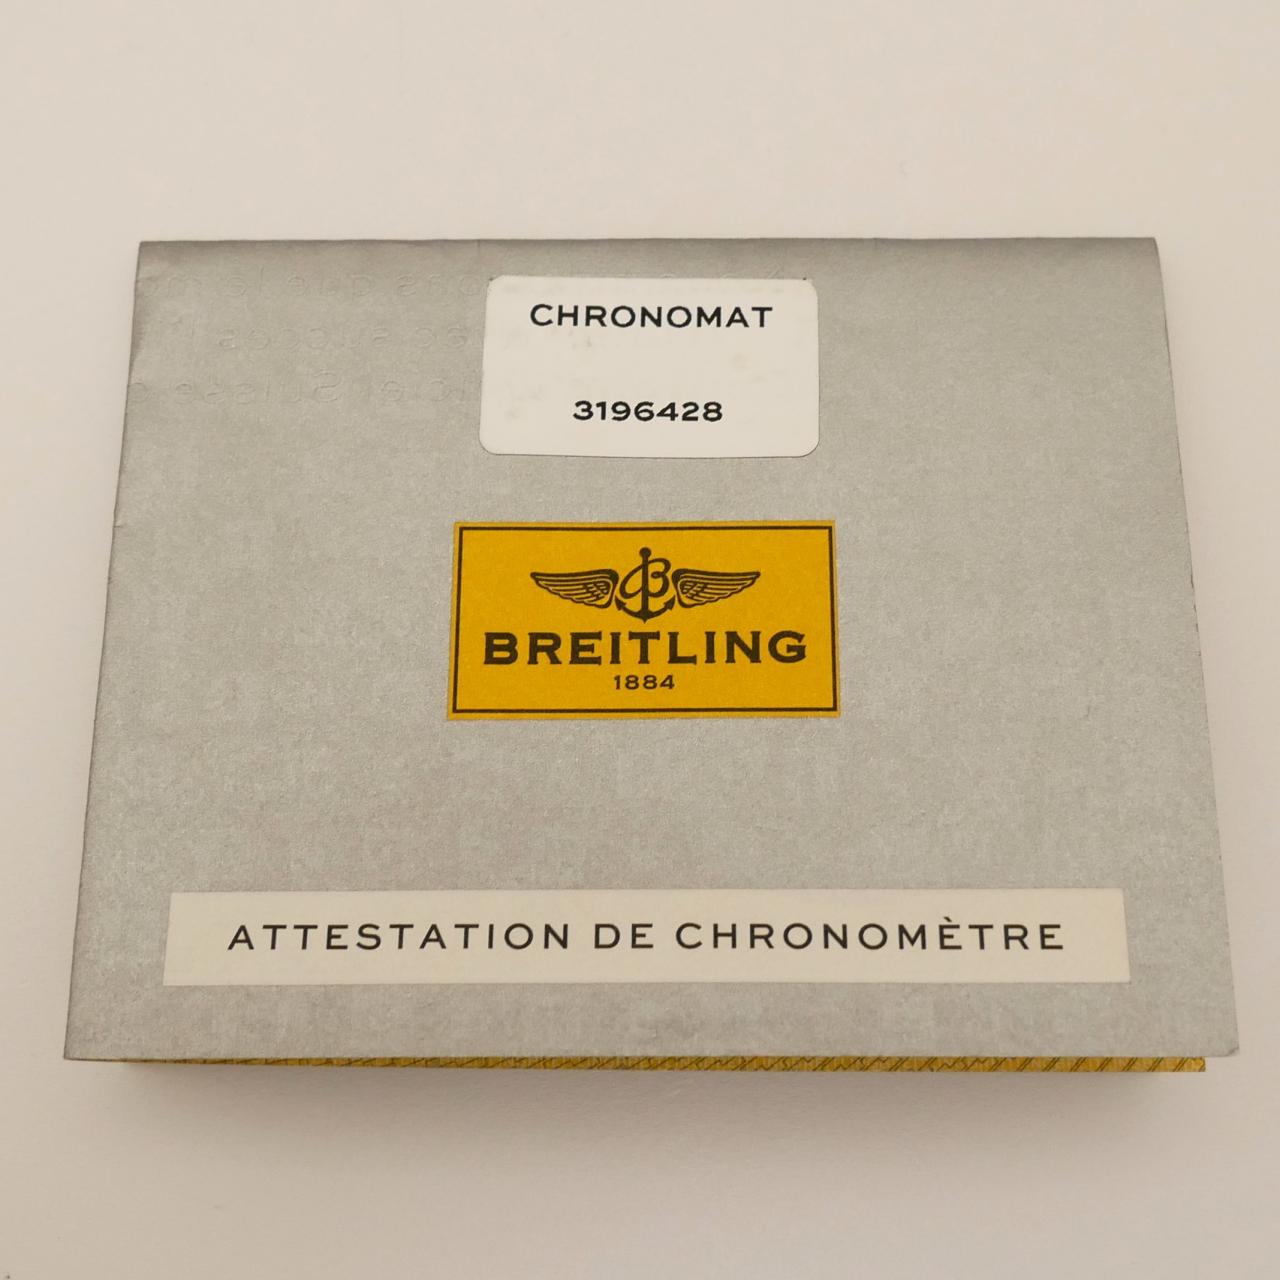 CHRONOMAT
3196428
B
BREITLING
1884
ATTESTATION DE CHRONOMÈTRE